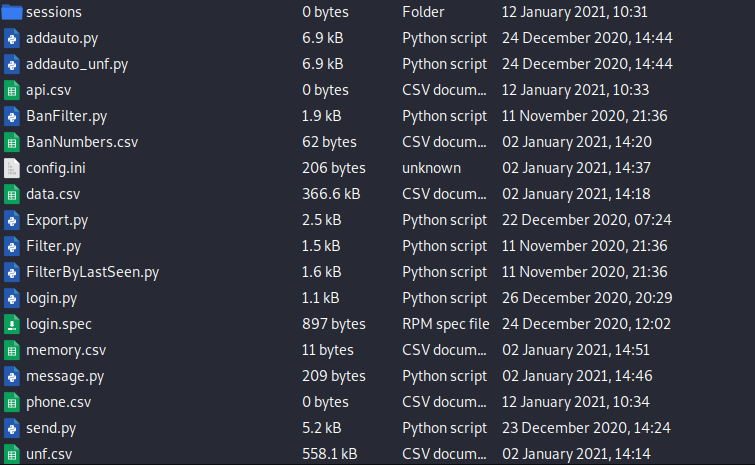 sessions 0 bytes Folder 12 January 2021, 10:31
addauto.py 6.9 kB Python script 24 December 2020, 14:44
addauto_unf.py 6.9 kB Python script 24 December 2020, 14:44
api.csv 0 bytes CSV docum... 12 January 2021, 10:33
BanFilter.py 1.9 kB Python script 11 November 2020, 21:36
BanNumbers.csv 62 bytes CSV docum... 02 January 2021, 14:20
config.ini 206 bytes unknown 02 January 2021, 14:37
data.csv 366.6 kB CSV docum... 02 January 2021, 14:18
Export.py 2.5 kB Python script 22 December 2020, 07:24
Filter.py 1.5 kB Python script 11 November 2020, 21:36
FilterByLastSeen.py 1.6 kB Python script 11 November 2020, 21:36
login.py 1.1 kB Python script 26 December 2020, 20:29
login.spec 897 bytes RPM spec file 24 December 2020, 12:02
memory.csv 11 bytes CSV docum... 02 January 2021, 14:51
message.py 209 bytes Python script 02 January 2021, 14:46
phone.csv 0 bytes CSV docum... 12 January 2021, 10:34
send.py 5.2 kB Python script 23 December 2020, 14:24
unf.csv 558.1 kB CSV docum... 02 January 2021, 14:14